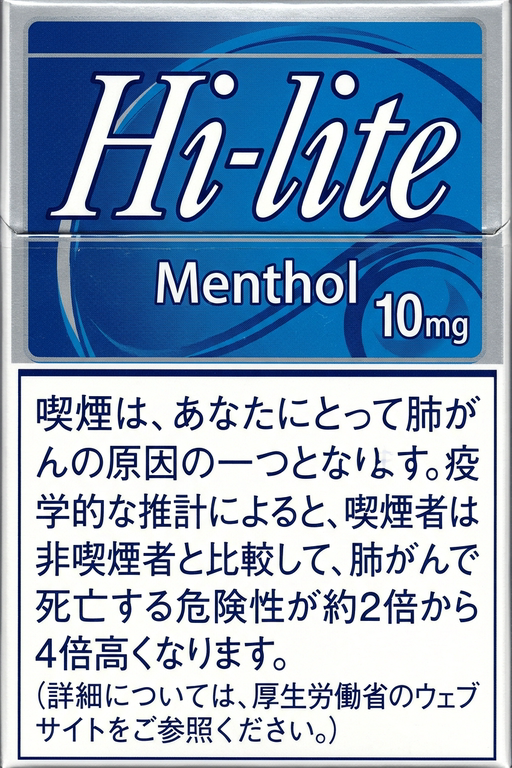 Hi-lite
Menthol
10mg
喫煙は、あなたにとって肺が
んの原因の一つとなります。疫
学的な推計によると、喫煙者は
非喫煙者と比較して、肺がんで
死亡する危険性が約2倍から
4倍高くなります。
（詳細については、厚生労働省のウェブ
サイトをご参照ください。）